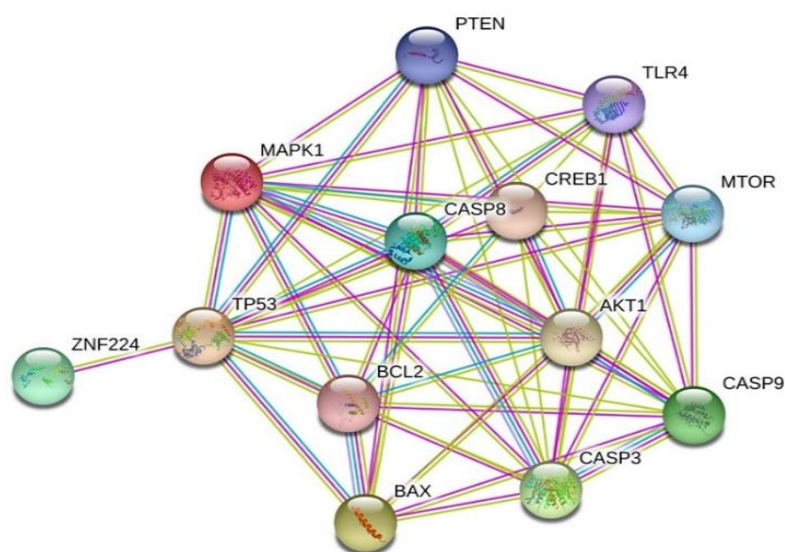 PTEN
TLR4
MAPK1
CREB1
MTOR
CASP8
TP53
AKT1
ZNF224
BCL2
CASP9
CASP3
BAX